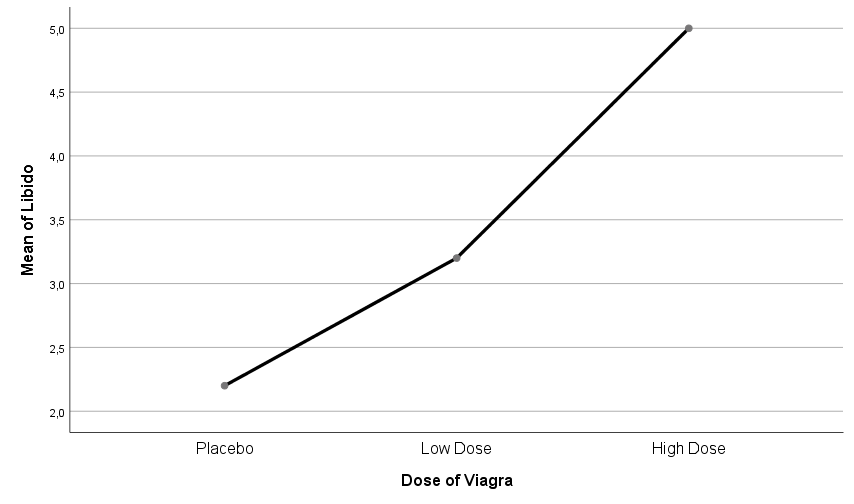 Mean of Libido
5,0
4,5
4,0
3,5
3,0
2,5
2,0
Placebo
Low Dose
High Dose
Dose of Viagra